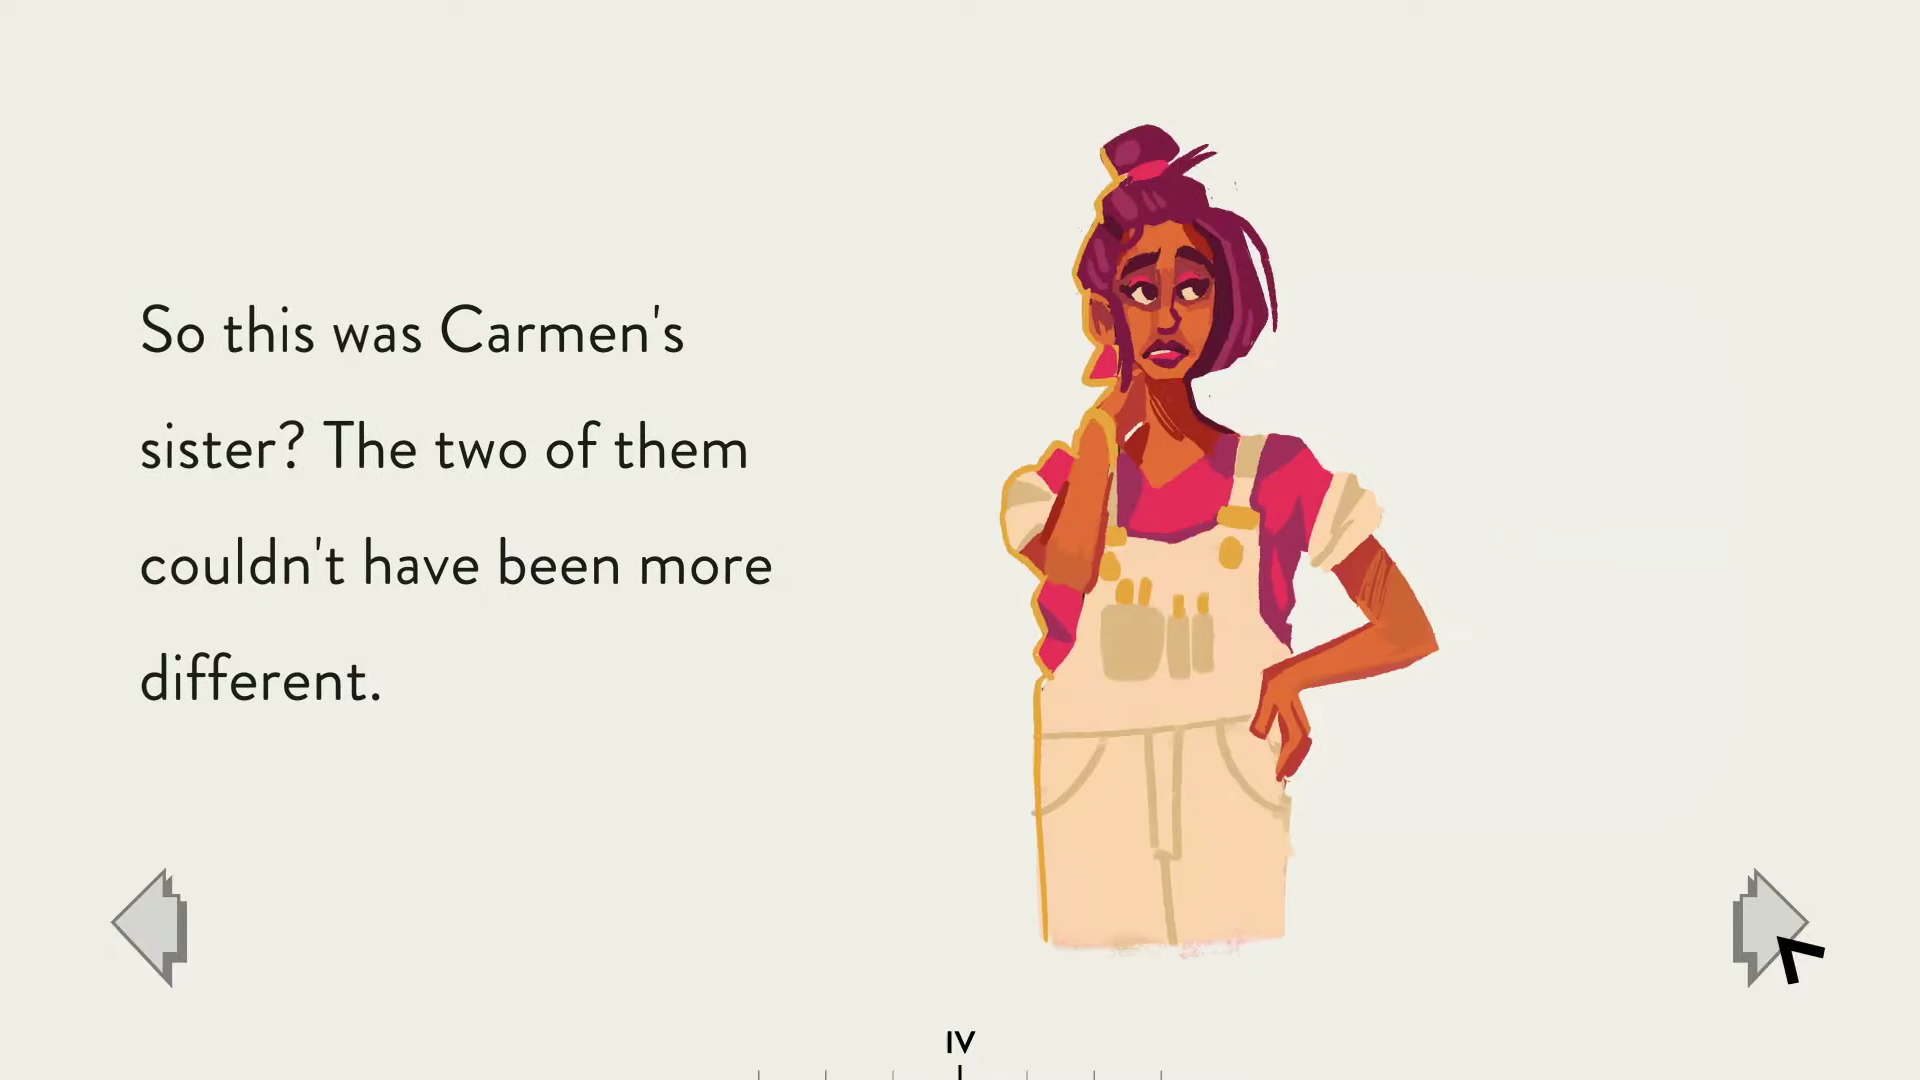 So this was Carmen's
sister? The two of them
couldn't have been more
different.
IV